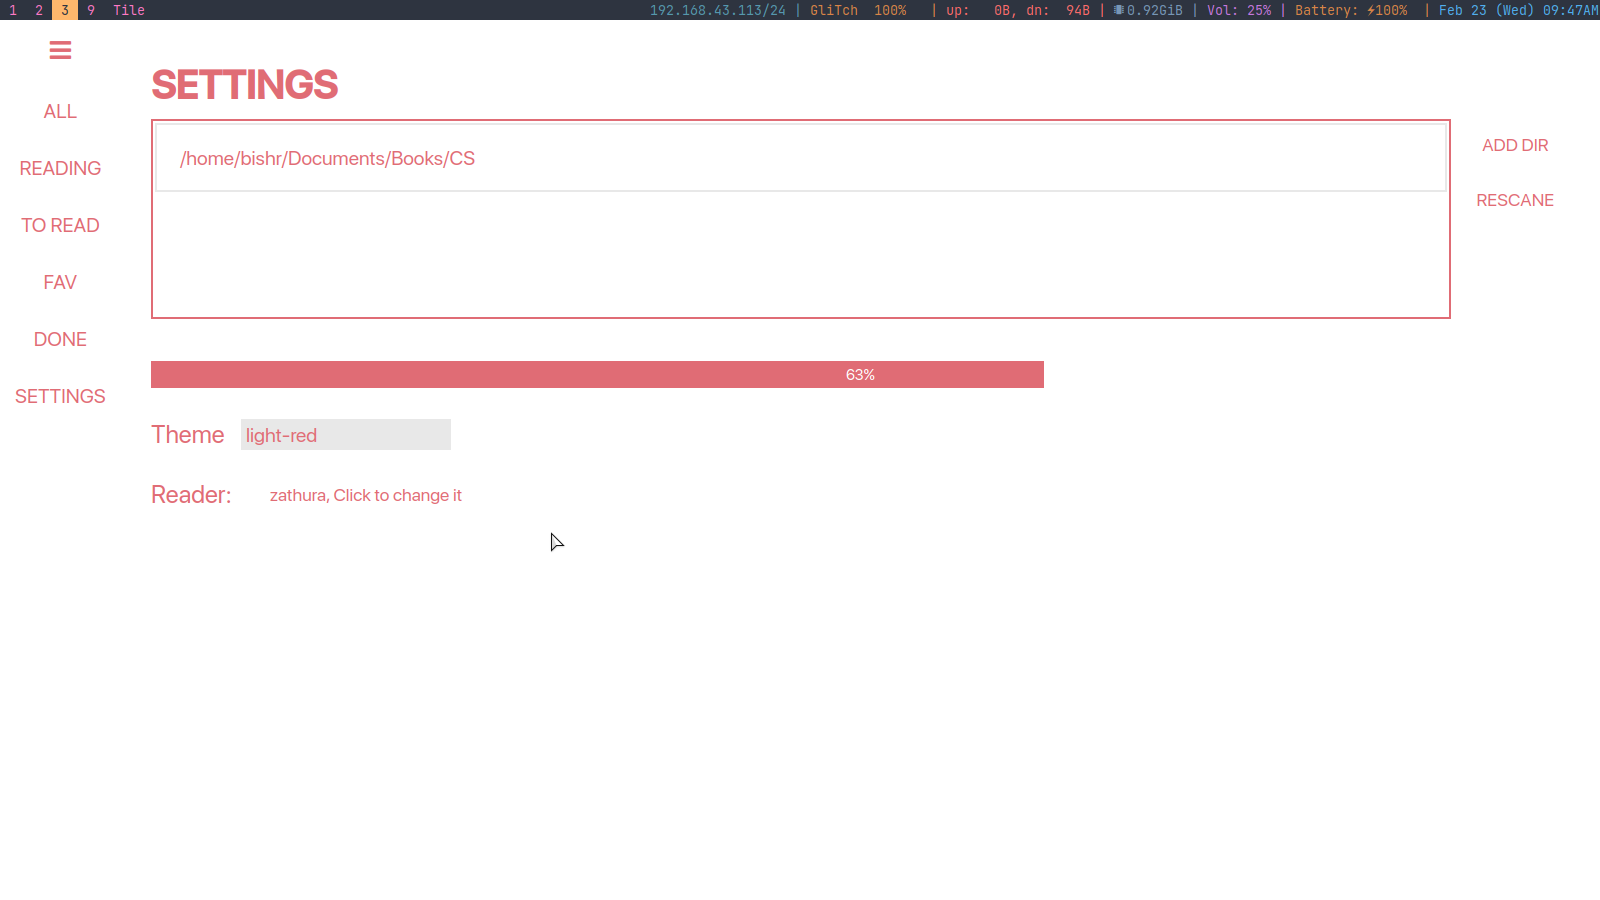 1 2 3 9 Tile 192.168.43.113/24 | GliTch 100% | up: 0B, dn: 94B | 0.92GiB | Vol: 25% | Battery: ⚡100% | Feb 23 (Wed) 09:47AM
SETTINGS
ALL
READING
TO READ
FAV
DONE
SETTINGS
/home/bishr/Documents/Books/CS
ADD DIR
RESCANE
63%
Theme light-red
Reader: zathura, Click to change it